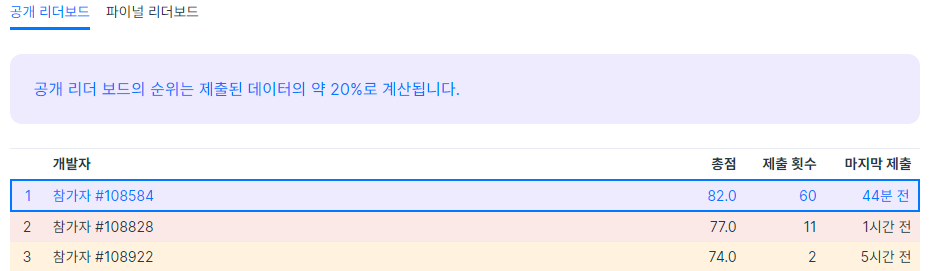 공개 리더보드 파이널 리더보드
공개 리더 보드의 순위는 제출된 데이터의 약 20%로 계산됩니다.
개발자 총점 제출 횟수 마지막 제출
1 참가자 #108584 82.0 60 44분 전
2 참가자 #108828 77.0 11 1시간 전
3 참가자 #108922 74.0 2 5시간 전